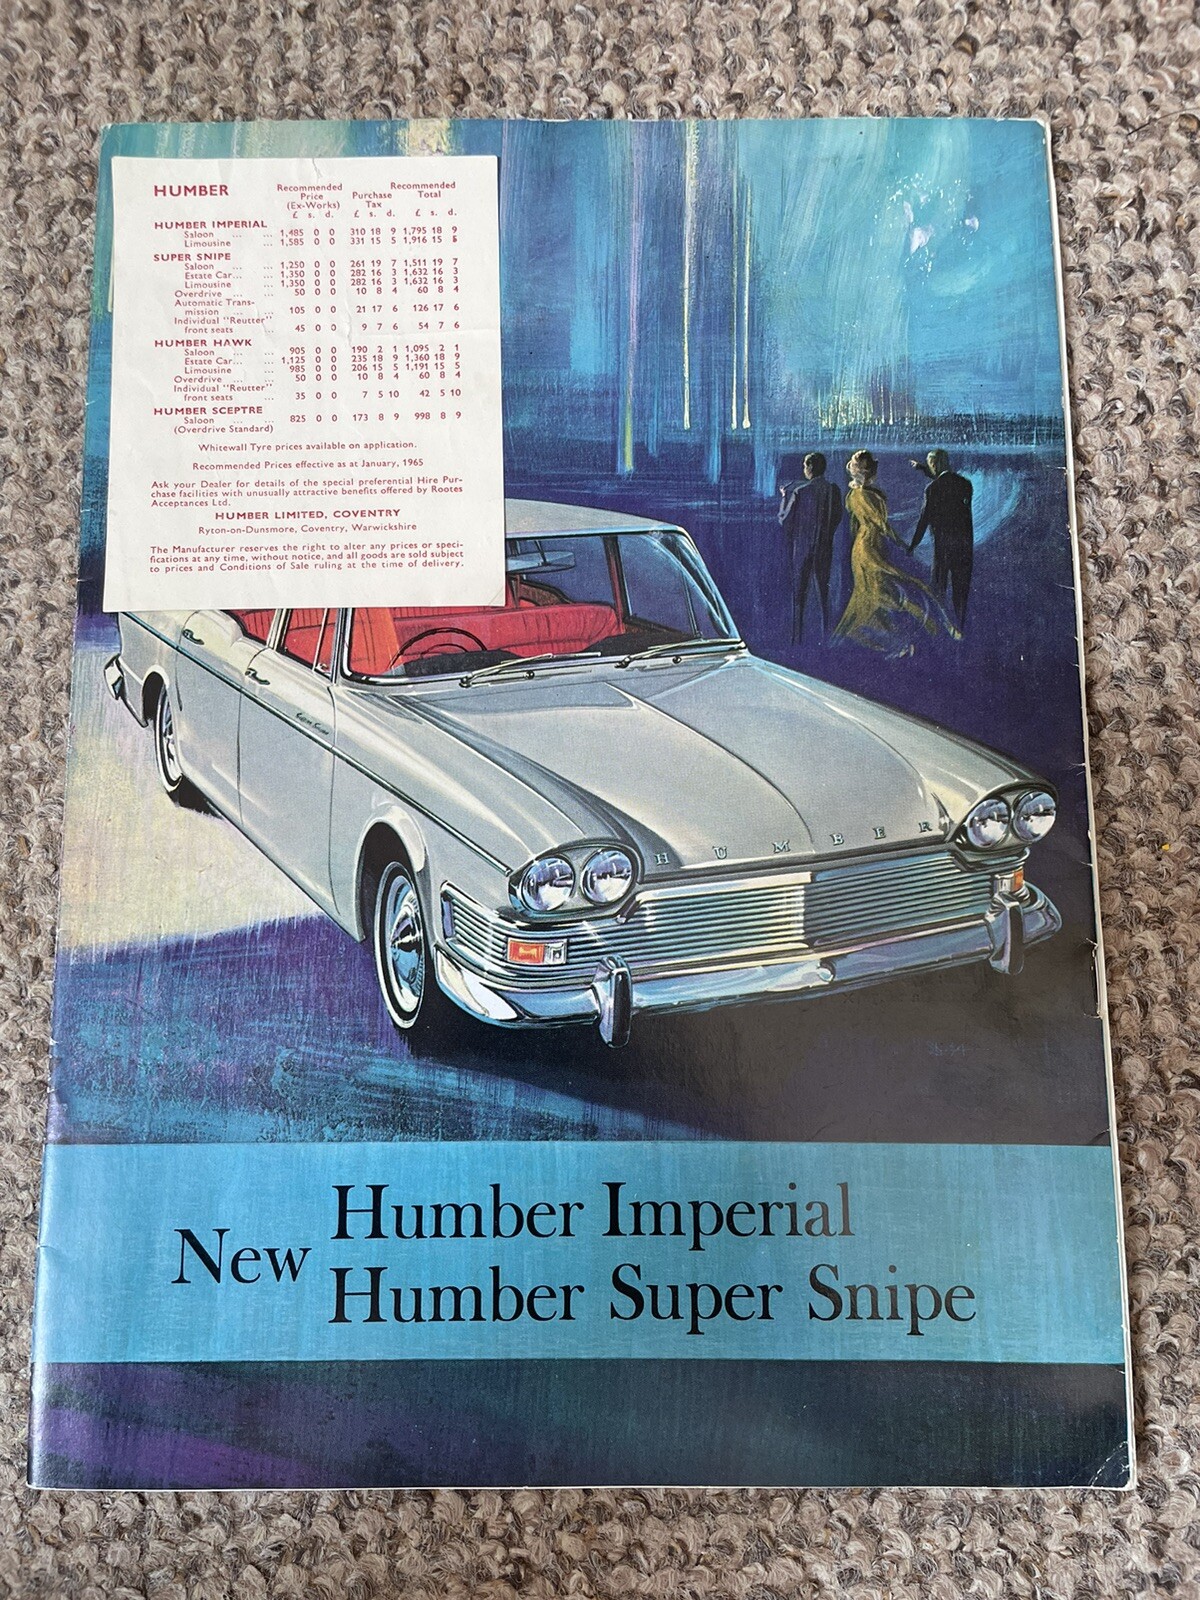 HUMBER
Recommended Price (Ex-Works) Purchase Tax Recommended Total
£ s. d. £ s. d. £ s. d.
HUMBER IMPERIAL
Saloon ... ... 1,485 0 0 310 18 9 1,795 18 9
Limousine ... 1,585 0 0 331 15 5 1,916 15 5
SUPER SNIPE
Saloon ... ... 1,250 0 0 261 19 7 1,511 19 7
Estate Car... ... 1,350 0 0 282 16 3 1,632 16 3
Limousine ... 1,350 0 0 282 16 3 1,632 16 3
Overdrive ... ... 50 0 0 10 8 4 60 8 4
Automatic Trans-
mission ... ... 105 0 0 21 17 6 126 17 6
Individual "Reutter"
front seats ... 45 0 0 9 7 6 54 7 6
HUMBER HAWK
Saloon ... ... 905 0 0 190 2 1 1,095 2 1
Estate Car... ... 1,125 0 0 235 18 9 1,360 18 9
Limousine ... 985 0 0 206 15 5 1,191 15 5
Overdrive ... ... 50 0 0 10 8 4 60 8 4
Individual "Reutter"
front seats ... 35 0 0 7 5 10 42 5 10
HUMBER SCEPTRE
Saloon ... ... 825 0 0 173 8 9 998 8 9
(Overdrive Standard)
Whitewall Tyre prices available on application.
Recommended Prices effective as at January, 1965
Ask your Dealer for details of the special preferential Hire Pur-
chase facilities with unusually attractive benefits offered by Rootes
Acceptances Ltd.
HUMBER LIMITED, COVENTRY
Ryton-on-Dunsmore, Coventry, Warwickshire
The Manufacturer reserves the right to alter any prices or speci-
fications at any time, without notice, and all goods are sold subject
to prices and Conditions of Sale ruling at the time of delivery.
Super Snipe
HUMBER
New Humber Imperial
Humber Super Snipe